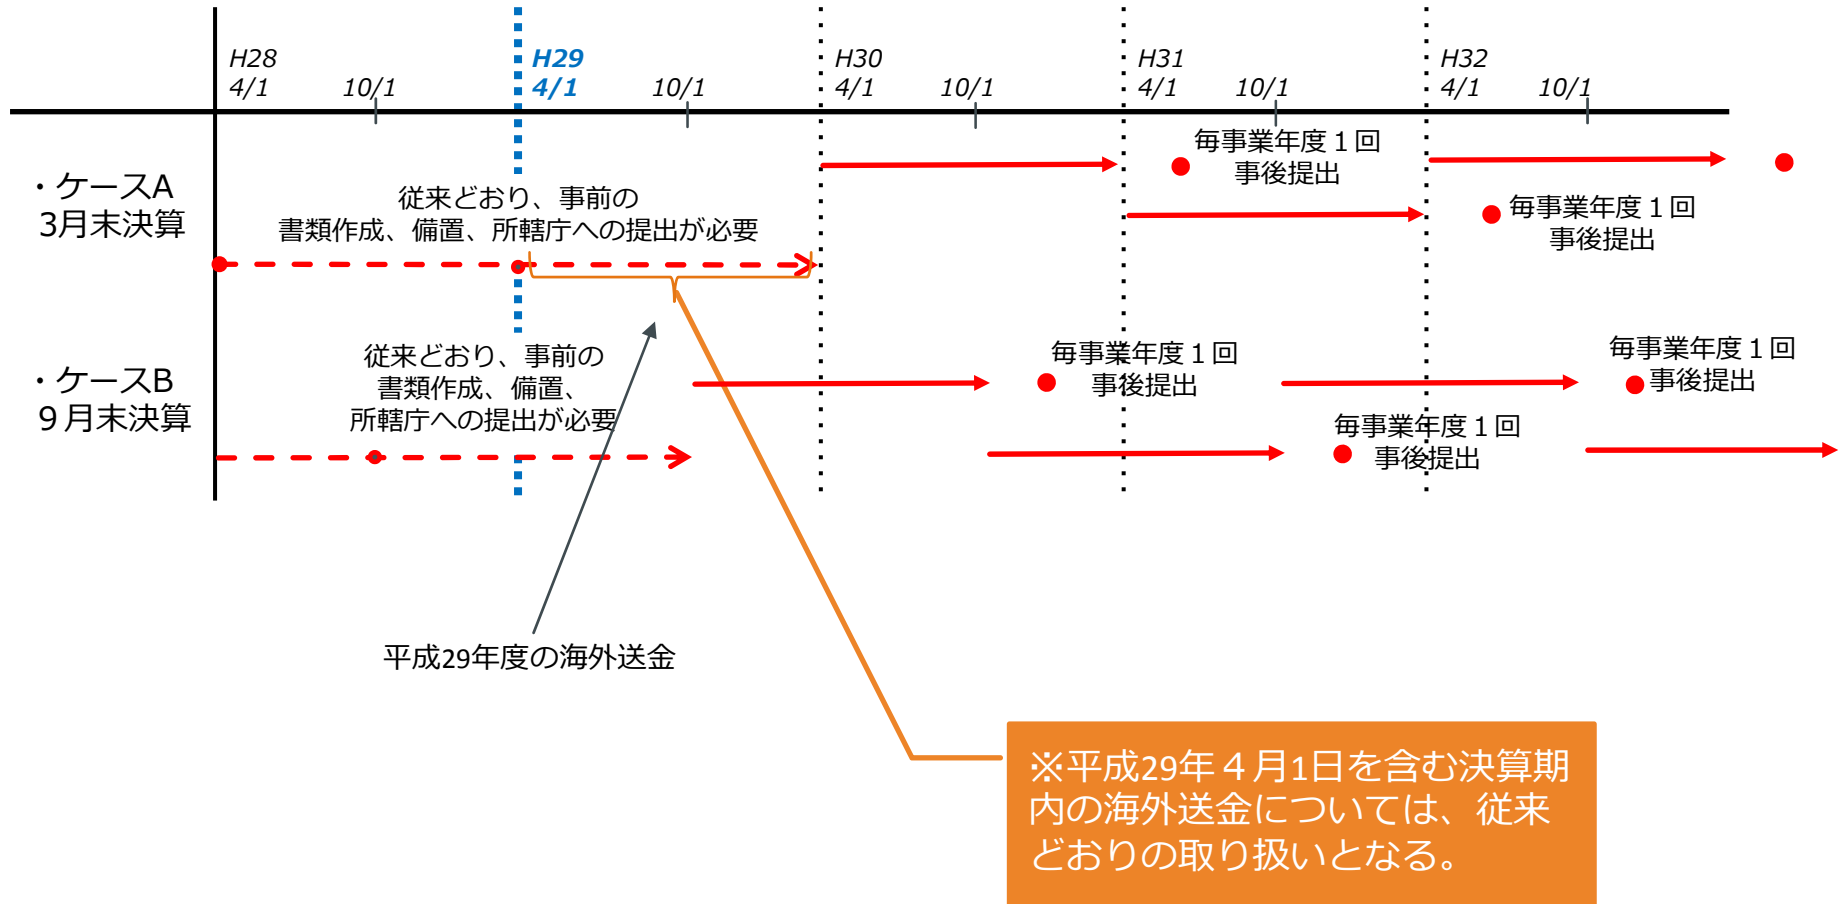 H28
4/1
10/1
H29
4/1
10/1
H30
4/1
10/1
H31
4/1
10/1
H32
4/1
10/1
・ケースA
3月末決算
従来どおり、事前の
書類作成、備置、所轄庁への提出が必要
毎事業年度１回
事後提出
毎事業年度１回
事後提出
・ケースB
９月末決算
従来どおり、事前の
書類作成、備置、
所轄庁への提出が必要
毎事業年度１回
事後提出
毎事業年度１回
事後提出
毎事業年度１回
事後提出
平成29年度の海外送金
※平成29年４月1日を含む決算期
内の海外送金については、従来
どおりの取り扱いとなる。